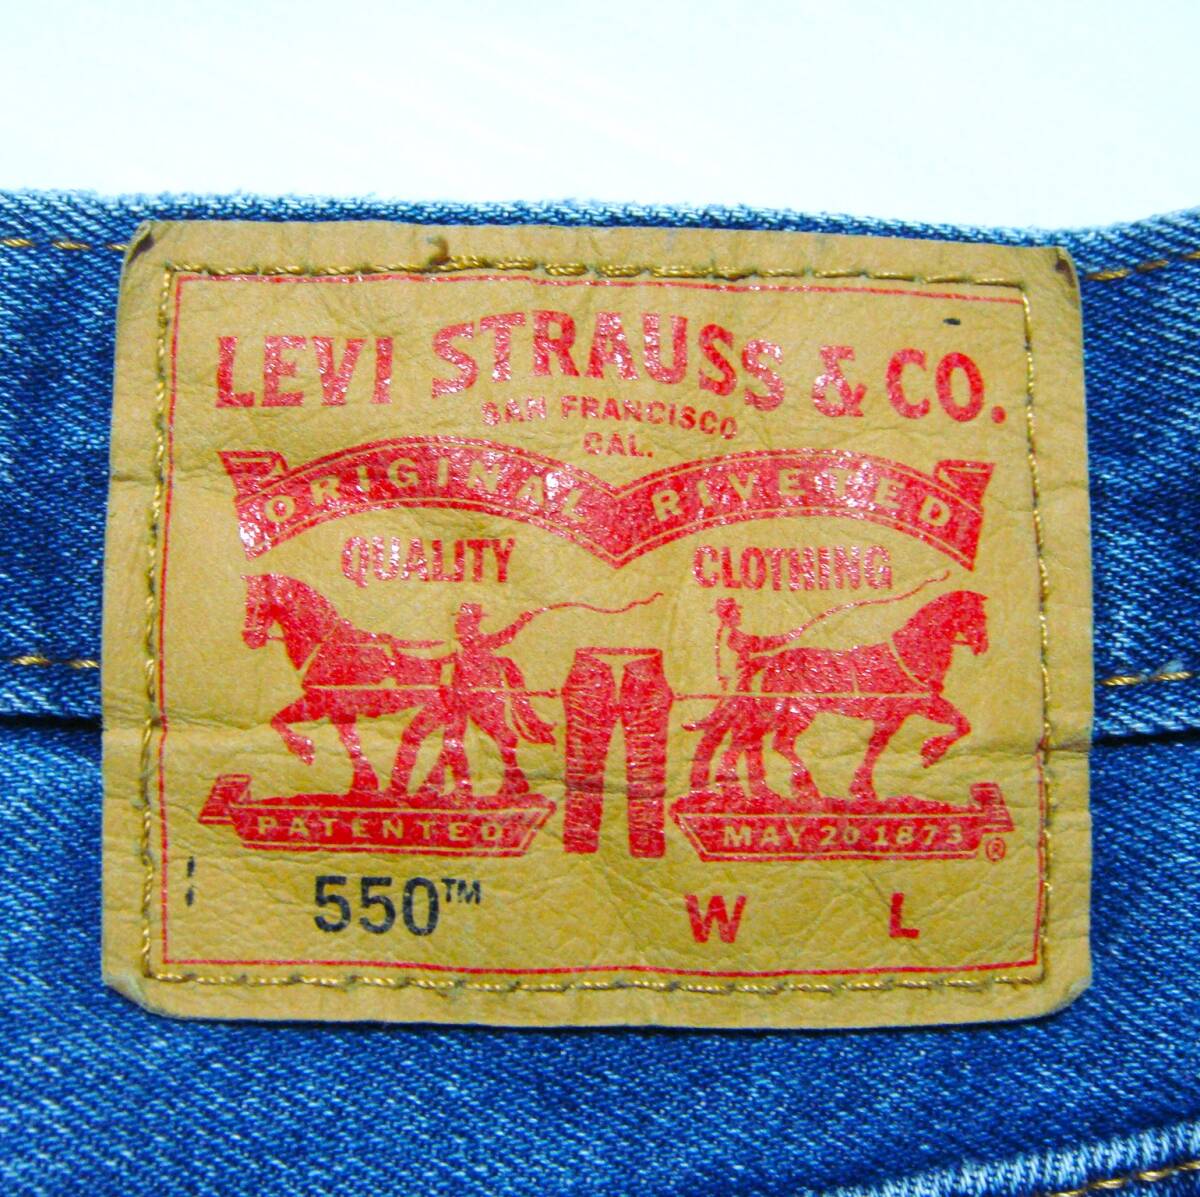 LEVI STRAUSS & CO.
SAN FRANCISCO
CAL.
ORIGINAL RIVETED
QUALITY CLOTHING
PATENTED MAY 20 1873 ®
550™ W L